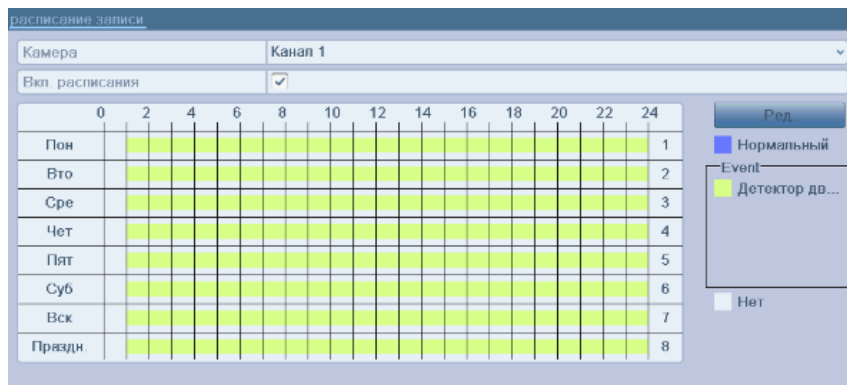 расписание записи
Камера Канал 1
Вкл. расписания
0 2 4 6 8 10 12 14 16 18 20 22 24
Ред.
Пон 1
Нормальный
Вто 2
Event
Детектор дв...
Сре 3
Чет 4
Пят 5
Суб 6
Нет
Вск 7
Праздн. 8